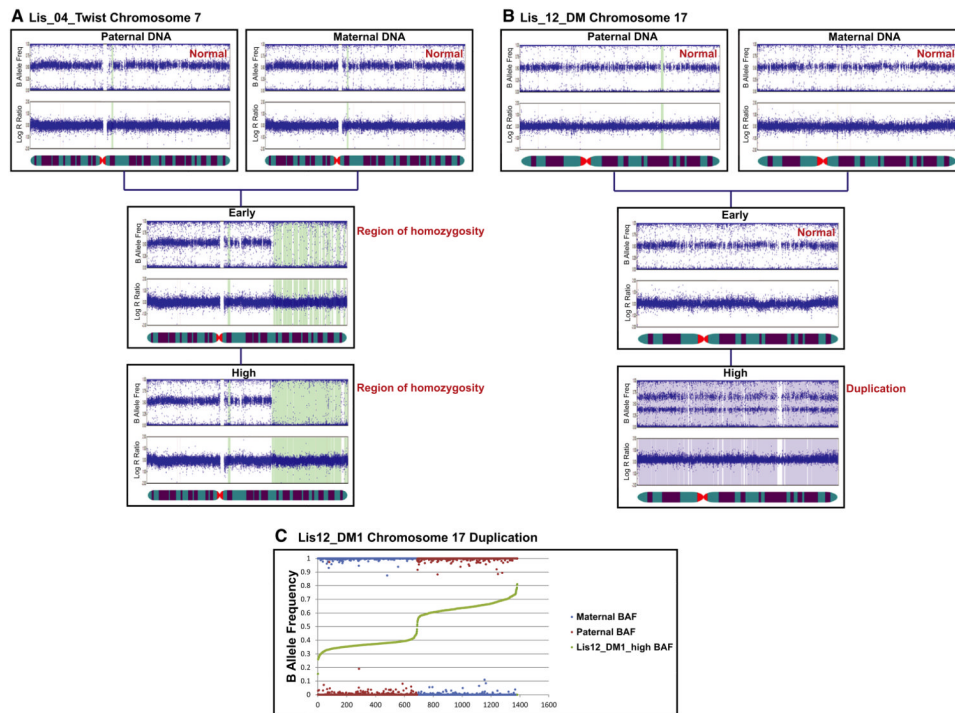 A Lis_04_Twist Chromosome 7
Paternal DNA
Normal
B Allele Freq
Log R Ratio
Maternal DNA
Normal
Early
B Allele Freq
Log R Ratio
Region of homozygosity
High
B Allele Freq
Log R Ratio
Region of homozygosity
B Lis_12_DM Chromosome 17
Paternal DNA
Normal
B Allele Freq
Log R Ratio
Maternal DNA
Normal
Early
Normal
B Allele Freq
Log R Ratio
High
B Allele Freq
Log R Ratio
Duplication
C Lis12_DM1 Chromosome 17 Duplication
B Allele Frequency
1
0.9
0.8
0.7
0.6
0.5
0.4
0.3
0.2
0.1
0
0 200 400 600 800 1000 1200 1400 1600
Maternal BAF
Paternal BAF
Lis12_DM1_high BAF